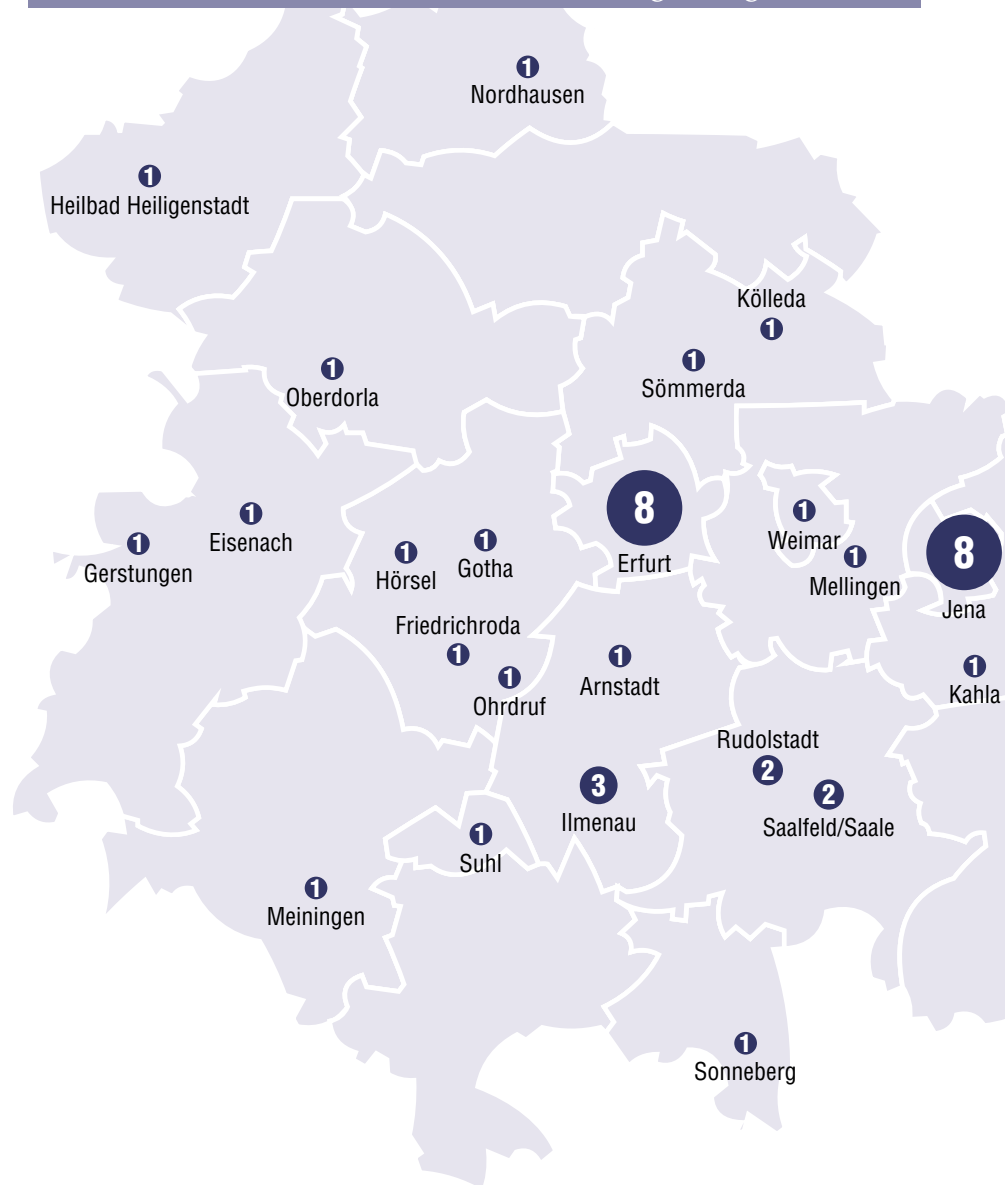 1
Nordhausen
1
Heilbad Heiligenstadt
Kölleda
1
1
Sömmerda
1
Oberdorla
8
Erfurt
1
Weimar
1
Mellingen
8
Jena
1
Eisenach
1
Gerstungen
1
Hörsel
1
Gotha
Friedrichroda
1
1
Ohrdruf
1
Arnstadt
1
Kahla
Rudolstadt
2
2
Saalfeld/Saale
3
Ilmenau
1
Suhl
1
Meiningen
1
Sonneberg